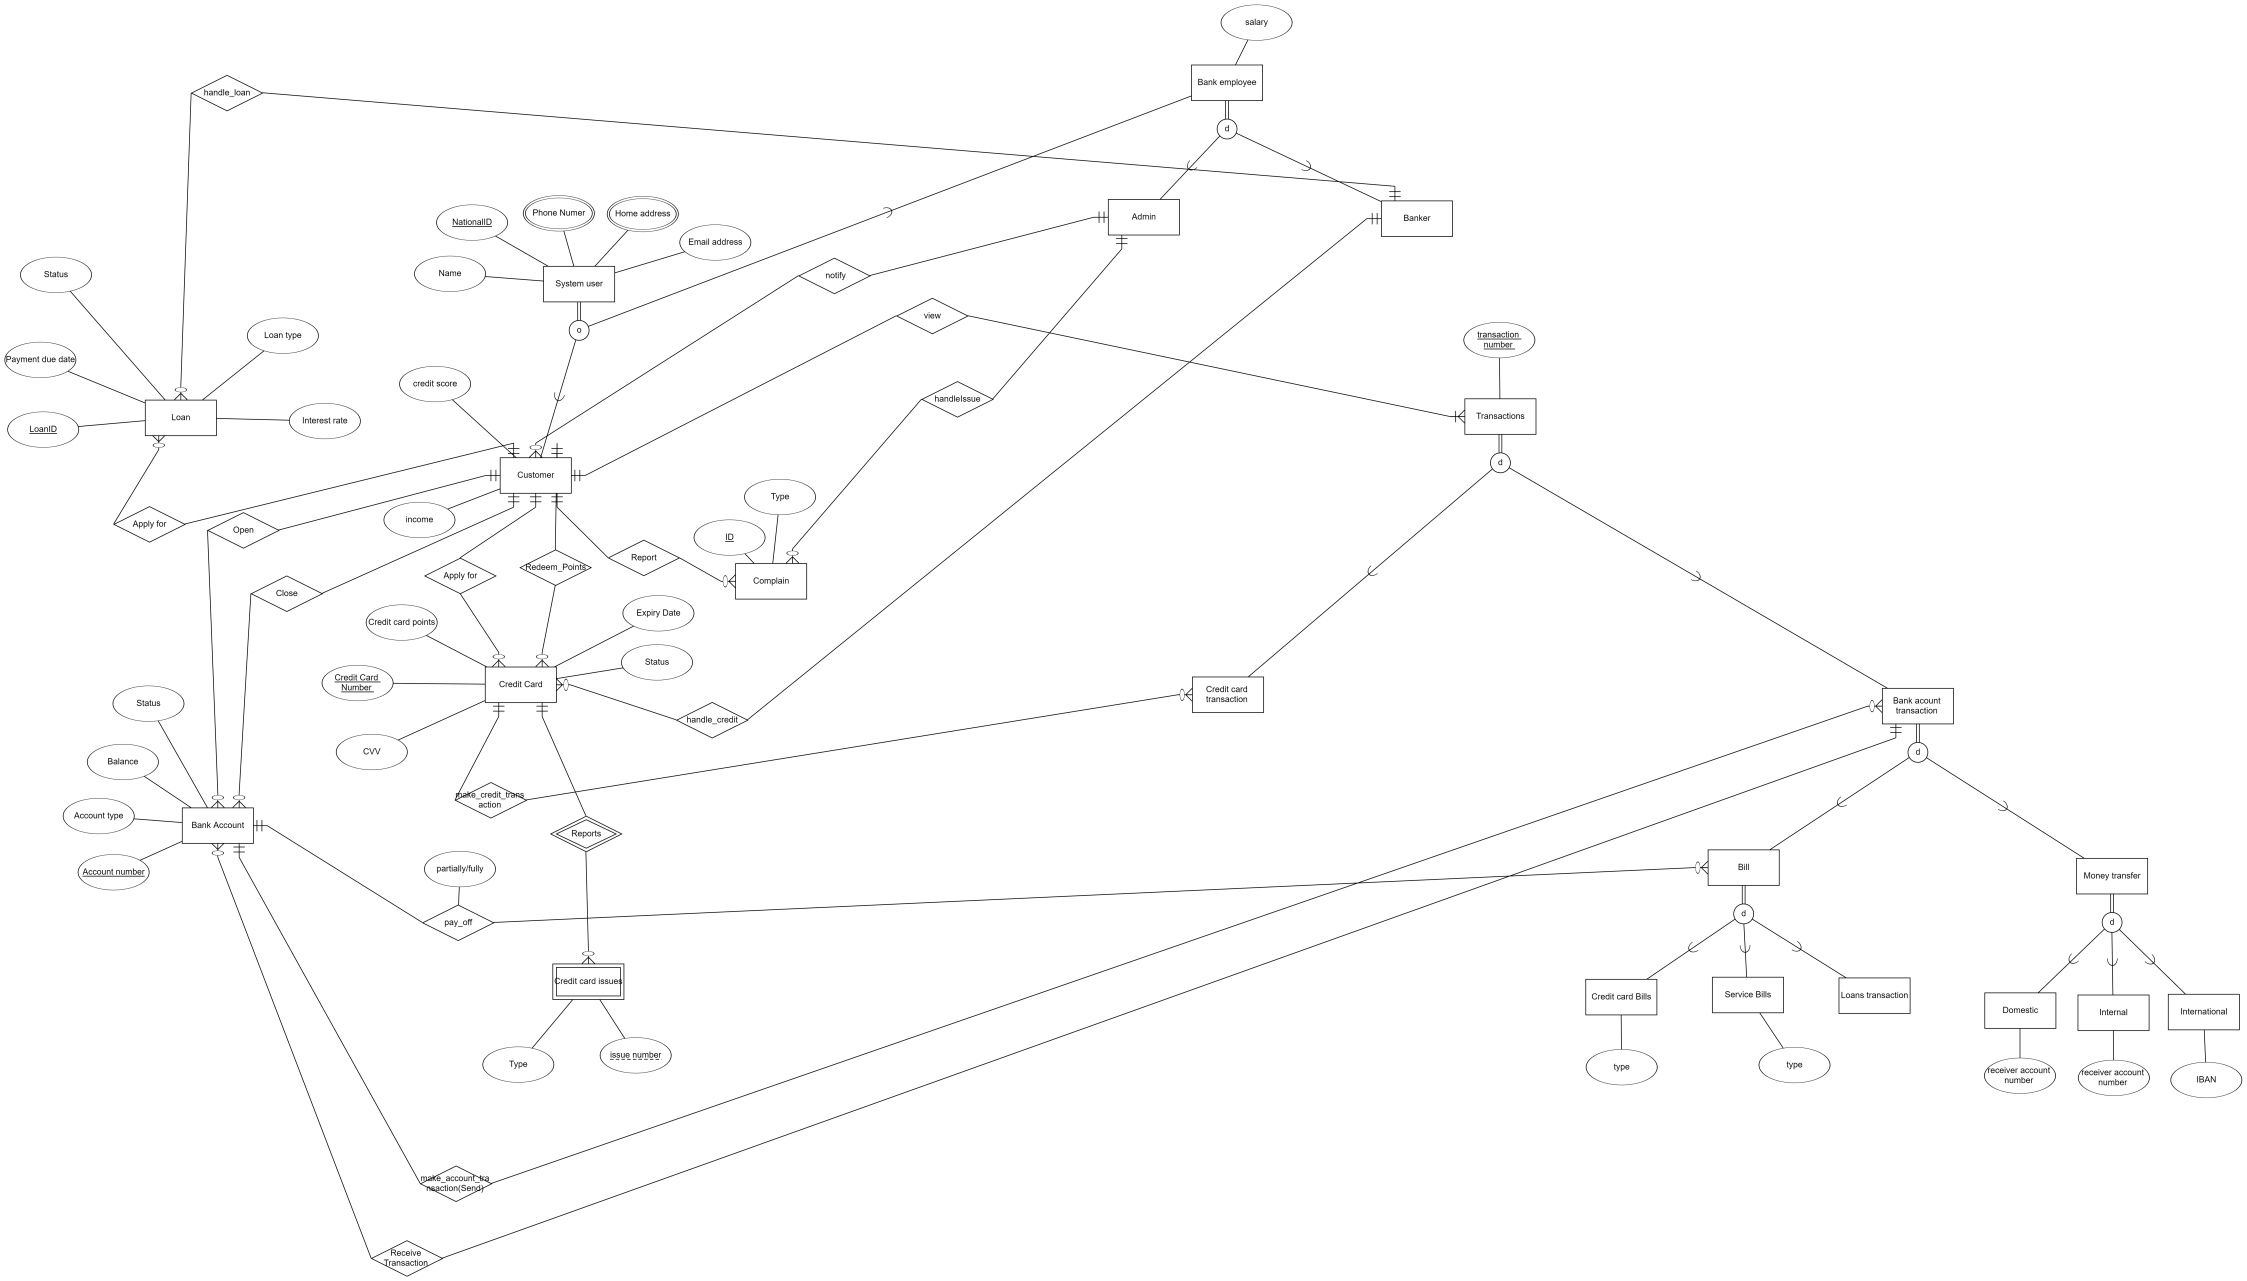 salary
Bank employee
handle_loan
d
NationalID
Phone Numer
Home address
Email address
Name
System user
Admin
Banker
o
Status
notify
view
Loan type
Payment due date
transaction
number
credit score
handleIssue
Loan
LoanID
Interest rate
Transactions
d
Customer
income
Type
Apply for
Open
ID
Report
Complain
Redeem_Points
Apply for
Close
Credit card points
Expiry Date
Status
Credit Card
Number
Credit Card
Credit card
transaction
Status
handle_credit
Bank acount
transaction
CVV
d
Balance
make_credit_trans
action
Account type
Bank Account
Reports
Account number
partially/fully
Bill
Money transfer
pay_off
d
d
Credit card issues
Credit card Bills
Service Bills
Loans transaction
Domestic
Internal
International
Type
issue number
type
type
receiver account
number
receiver account
number
IBAN
make_account_tra
nsaction(Send)
Receive
Transaction